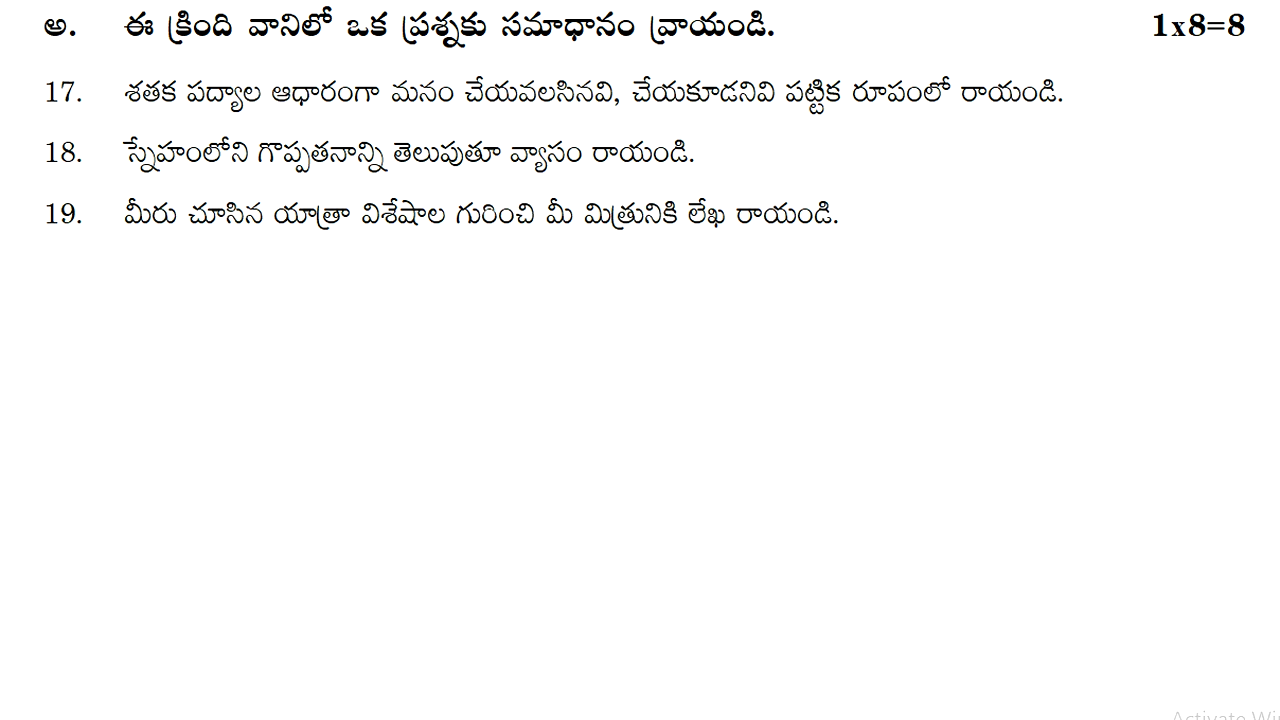 అ. ఈ క్రింది వానిలో ఒక ప్రశ్నకు సమాధానం వ్రాయండి. 1x8=8
17. శతక పద్యాల ఆధారంగా మనం చేయవలసినవి, చేయకూడనివి పట్టిక రూపంలో రాయండి.
18. స్నేహంలోని గొప్పతనాన్ని తెలుపుతూ వ్యాసం రాయండి.
19. మీరు చూసిన యాత్రా విశేషాల గురించి మీ మిత్రునికి లేఖ రాయండి.